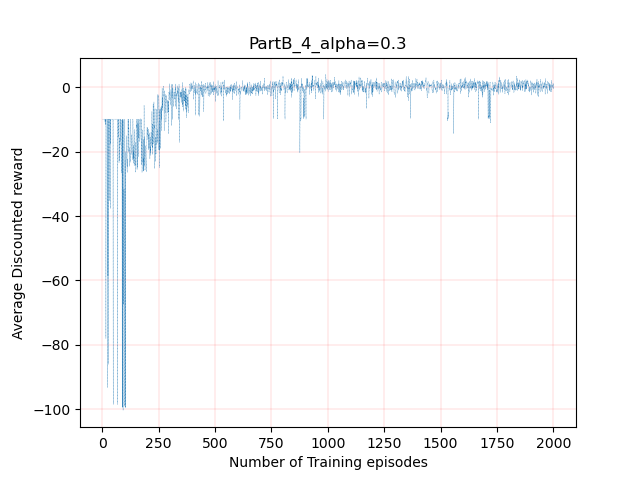 PartB_4_alpha=0.3
0
−20
−40
−60
−80
−100
Average Discounted reward
0 250 500 750 1000 1250 1500 1750 2000
Number of Training episodes